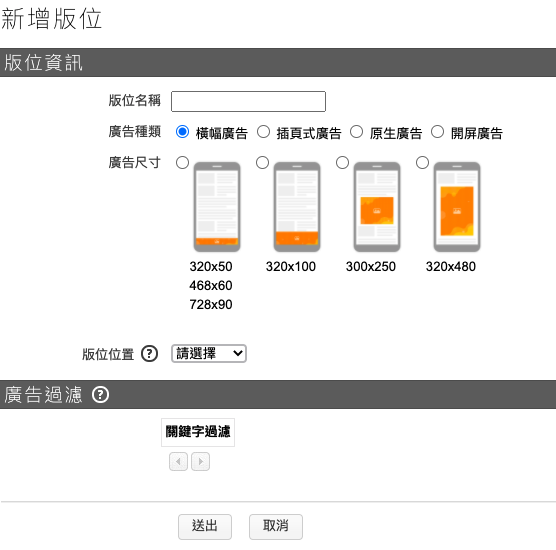 新增版位
版位資訊
版位名稱
廣告種類 橫幅廣告 插頁式廣告 原生廣告 開屏廣告
廣告尺寸
320x50 320x100 300x250 320x480
468x60
728x90
版位位置 ? 請選擇
廣告過濾 ?
關鍵字過濾
送出 取消